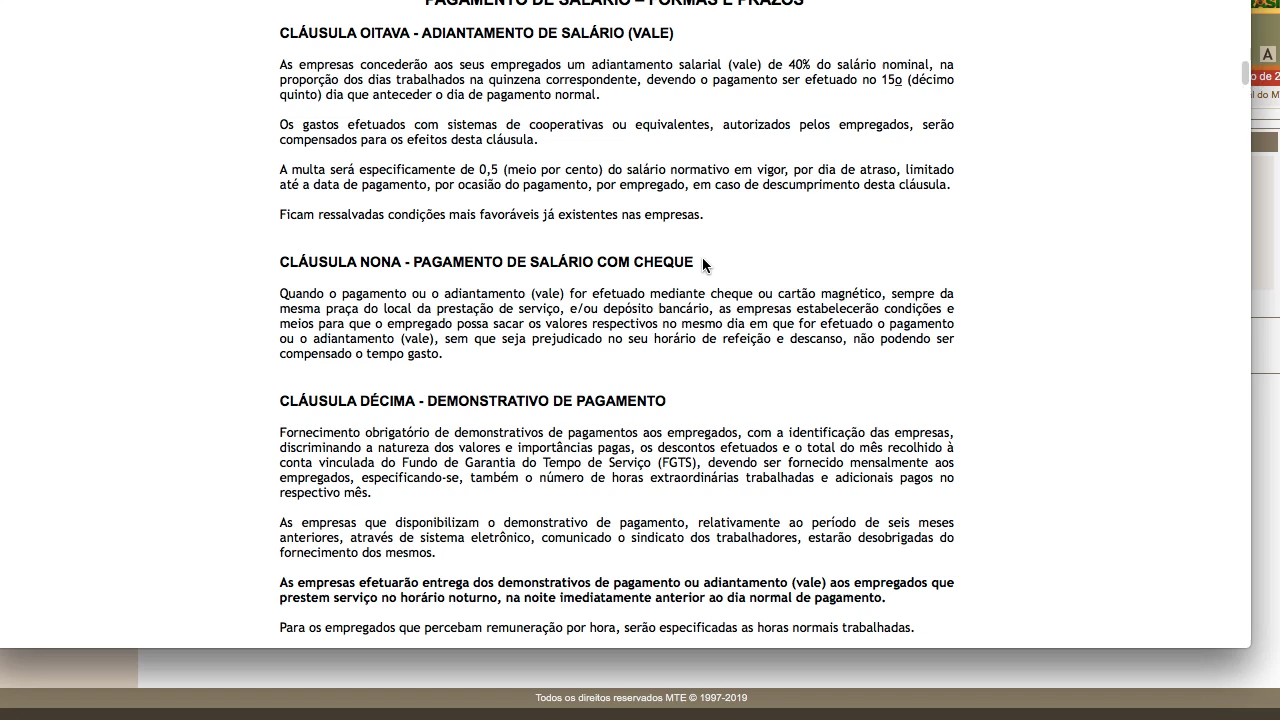 PAGAMENTO DE SALÁRIO – FORMAS E PRAZOS
CLÁUSULA OITAVA - ADIANTAMENTO DE SALÁRIO (VALE)
As empresas concederão aos seus empregados um adiantamento salarial (vale) de 40% do salário nominal, na
proporção dos dias trabalhados na quinzena correspondente, devendo o pagamento ser efetuado no 15o (décimo
quinto) dia que anteceder o dia de pagamento normal.
Os gastos efetuados com sistemas de cooperativas ou equivalentes, autorizados pelos empregados, serão
compensados para os efeitos desta cláusula.
A multa será especificamente de 0,5 (meio por cento) do salário normativo em vigor, por dia de atraso, limitado
até a data de pagamento, por ocasião do pagamento, por empregado, em caso de descumprimento desta cláusula.
Ficam ressalvadas condições mais favoráveis já existentes nas empresas.
CLÁUSULA NONA - PAGAMENTO DE SALÁRIO COM CHEQUE
Quando o pagamento ou o adiantamento (vale) for efetuado mediante cheque ou cartão magnético, sempre da
mesma praça do local da prestação de serviço, e/ou depósito bancário, as empresas estabelecerão condições e
meios para que o empregado possa sacar os valores respectivos no mesmo dia em que for efetuado o pagamento
ou o adiantamento (vale), sem que seja prejudicado no seu horário de refeição e descanso, não podendo ser
compensado o tempo gasto.
CLÁUSULA DÉCIMA - DEMONSTRATIVO DE PAGAMENTO
Fornecimento obrigatório de demonstrativos de pagamentos aos empregados, com a identificação das empresas,
discriminando a natureza dos valores e importâncias pagas, os descontos efetuados e o total do mês recolhido à
conta vinculada do Fundo de Garantia do Tempo de Serviço (FGTS), devendo ser fornecido mensalmente aos
empregados, especificando-se, também o número de horas extraordinárias trabalhadas e adicionais pagos no
respectivo mês.
As empresas que disponibilizam o demonstrativo de pagamento, relativamente ao período de seis meses
anteriores, através de sistema eletrônico, comunicado o sindicato dos trabalhadores, estarão desobrigadas do
fornecimento dos mesmos.
As empresas efetuarão entrega dos demonstrativos de pagamento ou adiantamento (vale) aos empregados que
prestem serviço no horário noturno, na noite imediatamente anterior ao dia normal de pagamento.
Para os empregados que percebam remuneração por hora, serão especificadas as horas normais trabalhadas.
A
o de 2
l do M
Todos os direitos reservados MTE © 1997-2019